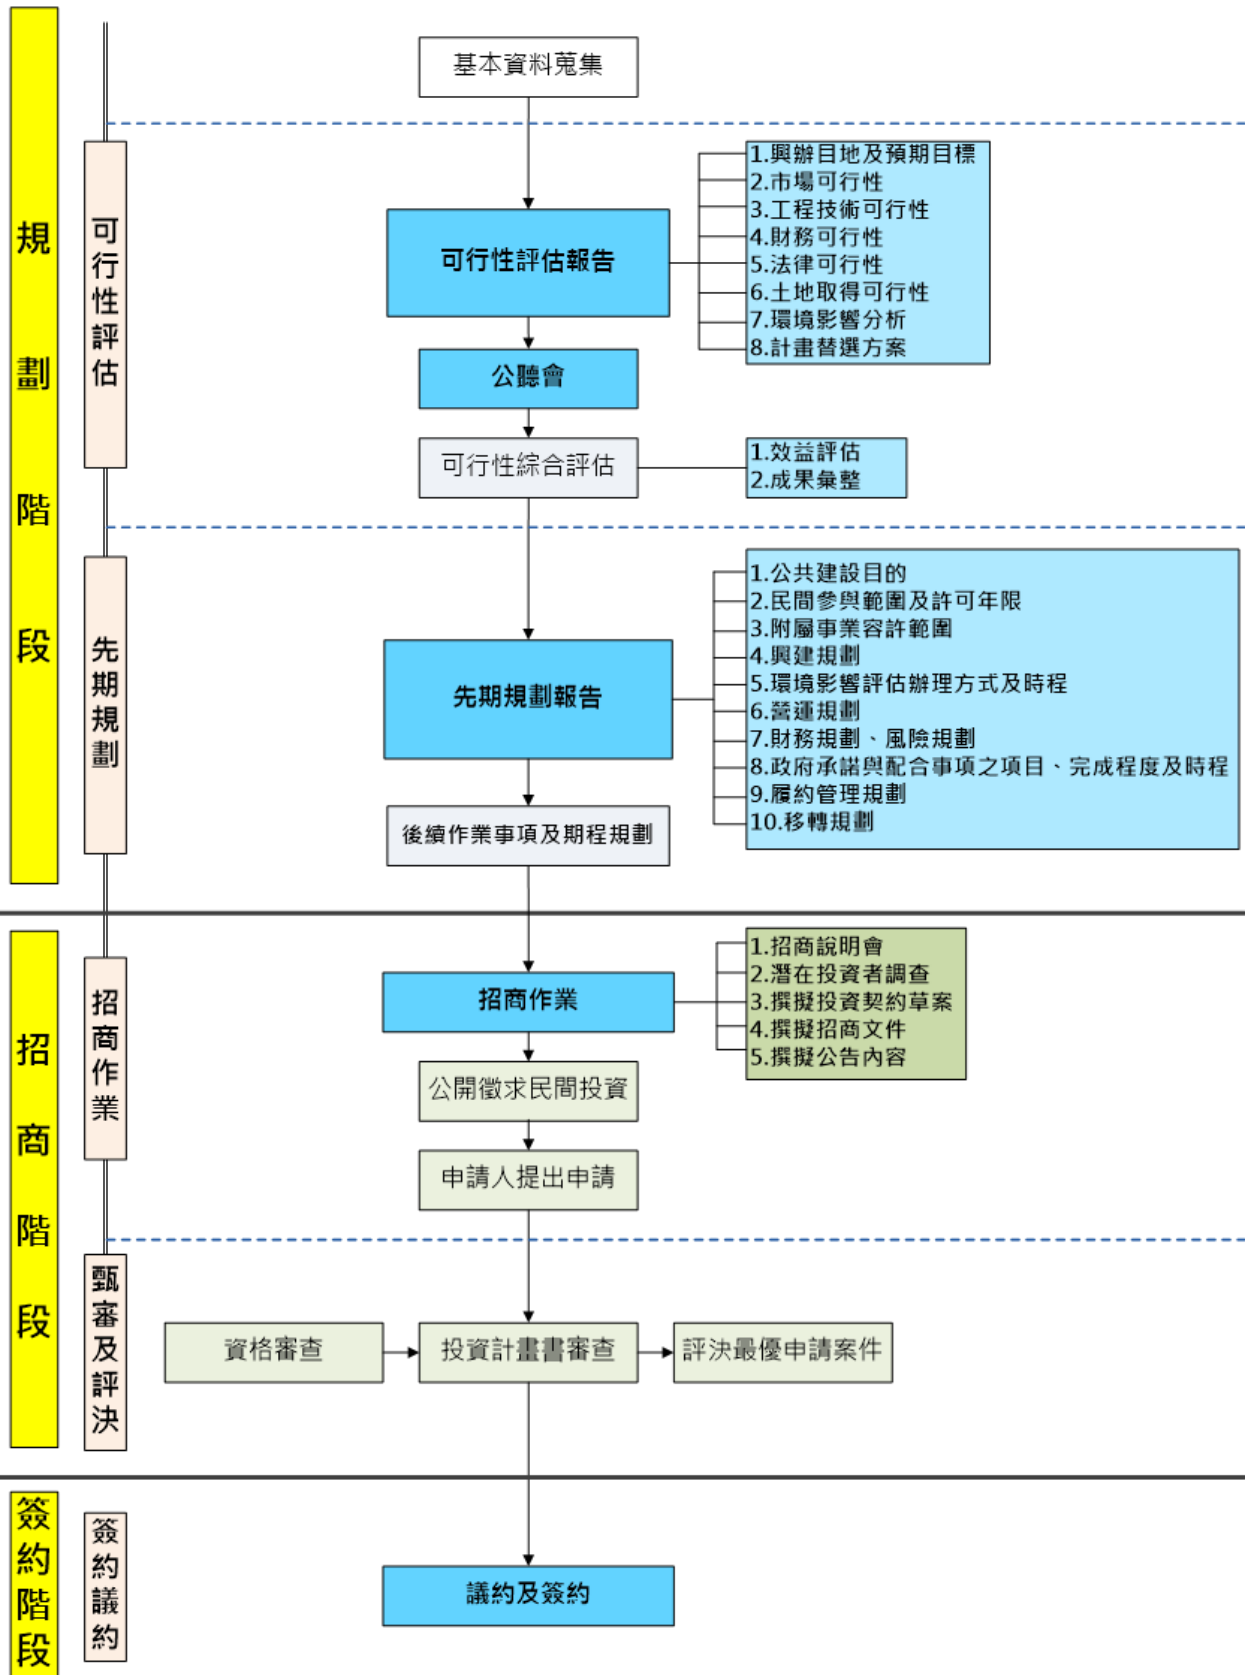 規劃階段
可行性評估
基本資料蒐集
可行性評估報告
1.興辦目地及預期目標
2.市場可行性
3.工程技術可行性
4.財務可行性
5.法律可行性
6.土地取得可行性
7.環境影響分析
8.計畫替選方案
公聽會
可行性綜合評估
1.效益評估
2.成果彙整
先期規劃
先期規劃報告
1.公共建設目的
2.民間參與範圍及許可年限
3.附屬事業容許範圍
4.興建規劃
5.環境影響評估辦理方式及時程
6.營運規劃
7.財務規劃、風險規劃
8.政府承諾與配合事項之項目、完成程度及時程
9.履約管理規劃
10.移轉規劃
後續作業事項及期程規劃
招商階段
招商作業
招商作業
1.招商說明會
2.潛在投資者調查
3.撰擬投資契約草案
4.撰擬招商文件
5.撰擬公告內容
公開徵求民間投資
申請人提出申請
甄審及評決
資格審查
投資計畫書審查
評決最優申請案件
簽約階段
簽約議約
議約及簽約